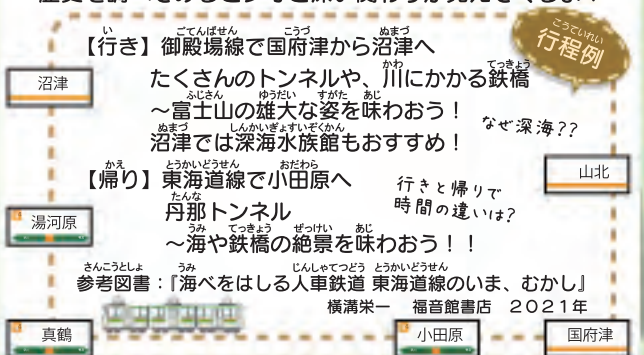 行程例
【行き】御殿場線で国府津から沼津へ
たくさんのトンネルや、川にかかる鉄橋
～富士山の雄大な姿を味わおう！
沼津では深海水族館もおすすめ！
なぜ深海??
【帰り】東海道線で小田原へ
丹那トンネル
～海や鉄橋の絶景を味わおう！！
行きと帰りで
時間の違いは?
参考図書：『海べをはしる人車鉄道 東海道線のいま、むかし』
横溝栄一　福音館書店　２０２１年
沼津
湯河原
真鶴
小田原
国府津
山北